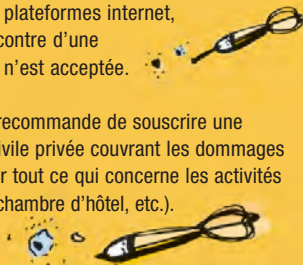 plateformes internet,
contre d'une
n'est acceptée.
recommande de souscrire une
ivile privée couvrant les dommages
r tout ce qui concerne les activités
chambre d'hôtel, etc.).